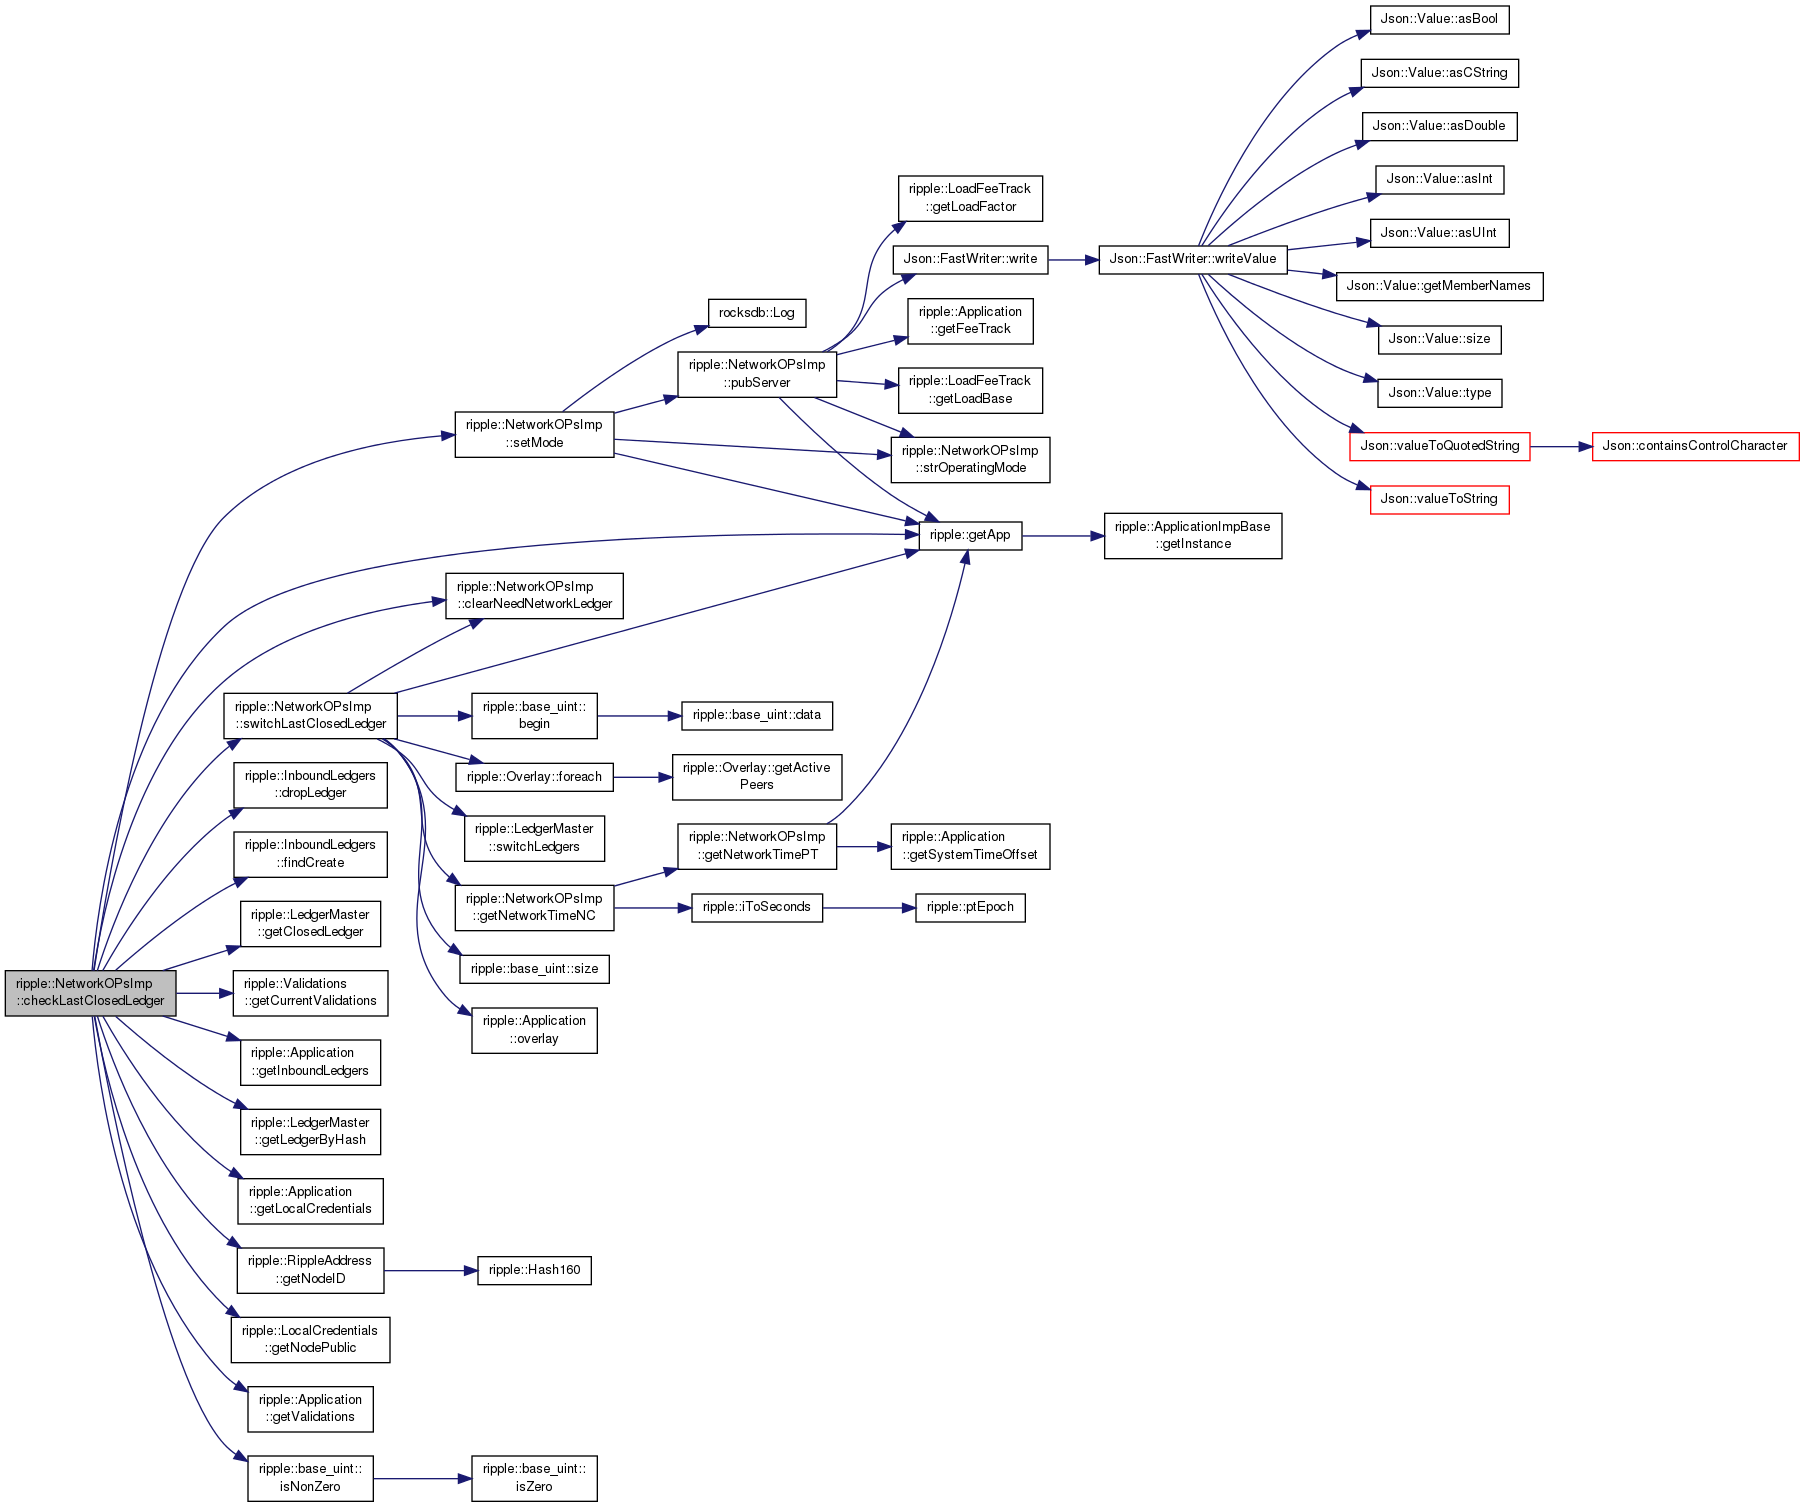 Json::Value::asBool
Json::Value::asCString
Json::Value::asDouble
Json::Value::asInt
ripple::LoadFeeTrack
::getLoadFactor
Json::Value::asUInt
Json::FastWriter::write
Json::FastWriter::writeValue
Json::Value::getMemberNames
rocksdb::Log
ripple::Application
::getFeeTrack
Json::Value::size
ripple::NetworkOPsImp
::pubServer
ripple::LoadFeeTrack
::getLoadBase
Json::Value::type
ripple::NetworkOPsImp
::setMode
ripple::NetworkOPsImp
::strOperatingMode
Json::valueToQuotedString
Json::containsControlCharacter
Json::valueToString
ripple::getApp
ripple::ApplicationImpBase
::getInstance
ripple::NetworkOPsImp
::clearNeedNetworkLedger
ripple::NetworkOPsImp
::switchLastClosedLedger
ripple::base_uint::
begin
ripple::base_uint::data
ripple::InboundLedgers
::dropLedger
ripple::Overlay::foreach
ripple::Overlay::getActive
Peers
ripple::InboundLedgers
::findCreate
ripple::LedgerMaster
::switchLedgers
ripple::NetworkOPsImp
::getNetworkTimePT
ripple::Application
::getSystemTimeOffset
ripple::LedgerMaster
::getClosedLedger
ripple::NetworkOPsImp
::getNetworkTimeNC
ripple::iToSeconds
ripple::ptEpoch
ripple::NetworkOPsImp
::checkLastClosedLedger
ripple::Validations
::getCurrentValidations
ripple::base_uint::size
ripple::Application
::overlay
ripple::Application
::getInboundLedgers
ripple::LedgerMaster
::getLedgerByHash
ripple::Application
::getLocalCredentials
ripple::RippleAddress
::getNodeID
ripple::Hash160
ripple::LocalCredentials
::getNodePublic
ripple::Application
::getValidations
ripple::base_uint::
isNonZero
ripple::base_uint::
isZero